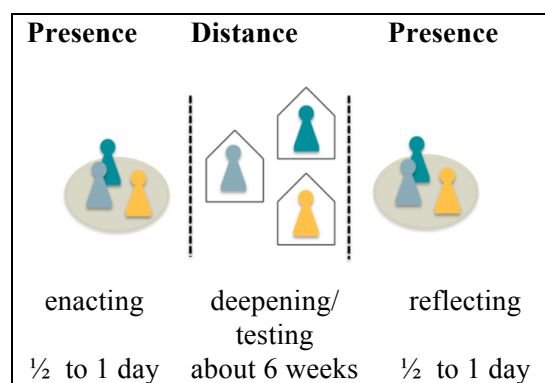 Presence Distance Presence
enacting deepening/ reflecting
testing
½ to 1 day about 6 weeks ½ to 1 day